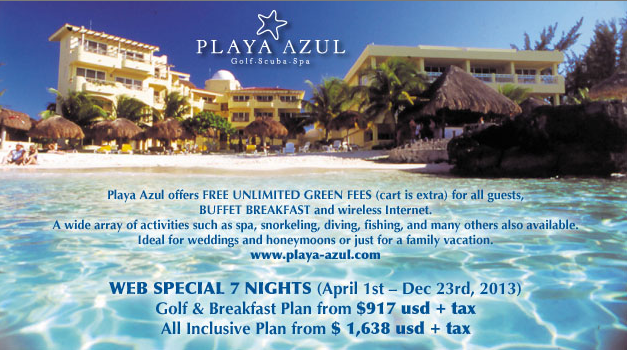 PLAYA AZUL
Golf-Scuba-Spa
Playa Azul offers FREE UNLIMITED GREEN FEES (cart is extra) for all guests,
BUFFET BREAKFAST and wireless Internet.
A wide array of activities such as spa, snorkeling, diving, fishing, and many others also available.
Ideal for weddings and honeymoons or just for a family vacation.
www.playa-azul.com
WEB SPECIAL 7 NIGHTS (April 1st – Dec 23rd, 2013)
Golf & Breakfast Plan from $917 usd + tax
All Inclusive Plan from $ 1,638 usd + tax